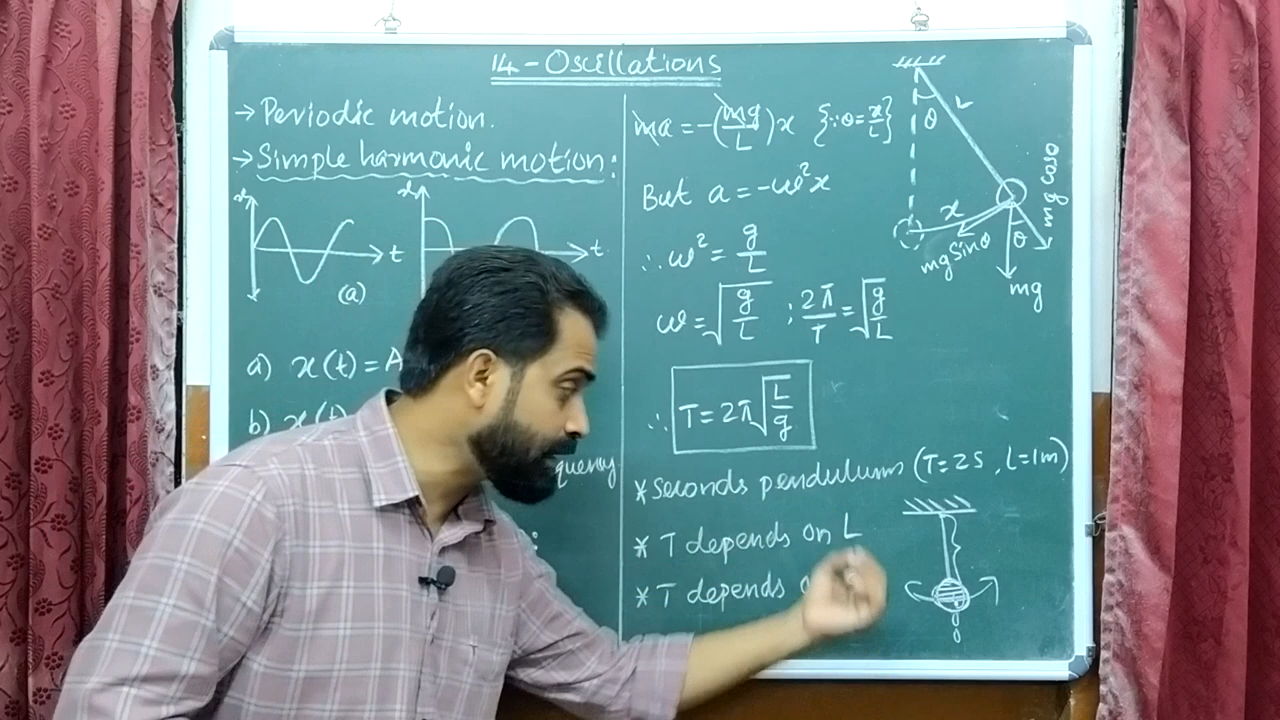 14-Oscillations
→ Periodic motion.
→ Simple harmonic motion:
x
t
(a)
x
t
a) x(t) = A
b) x(t)
quency
ma = -(mg/L)x {∵θ=x/L}
But a = -ω²x
∴ ω² = g/L
ω = √(g/L) ; 2π/T = √(g/L)
∴ T = 2π√(L/g)
* Seconds pendulum (T=2s, L=1m)
* T depends on L
* T depends
θ
L
x
mg sinθ
θ
mg cosθ
mg